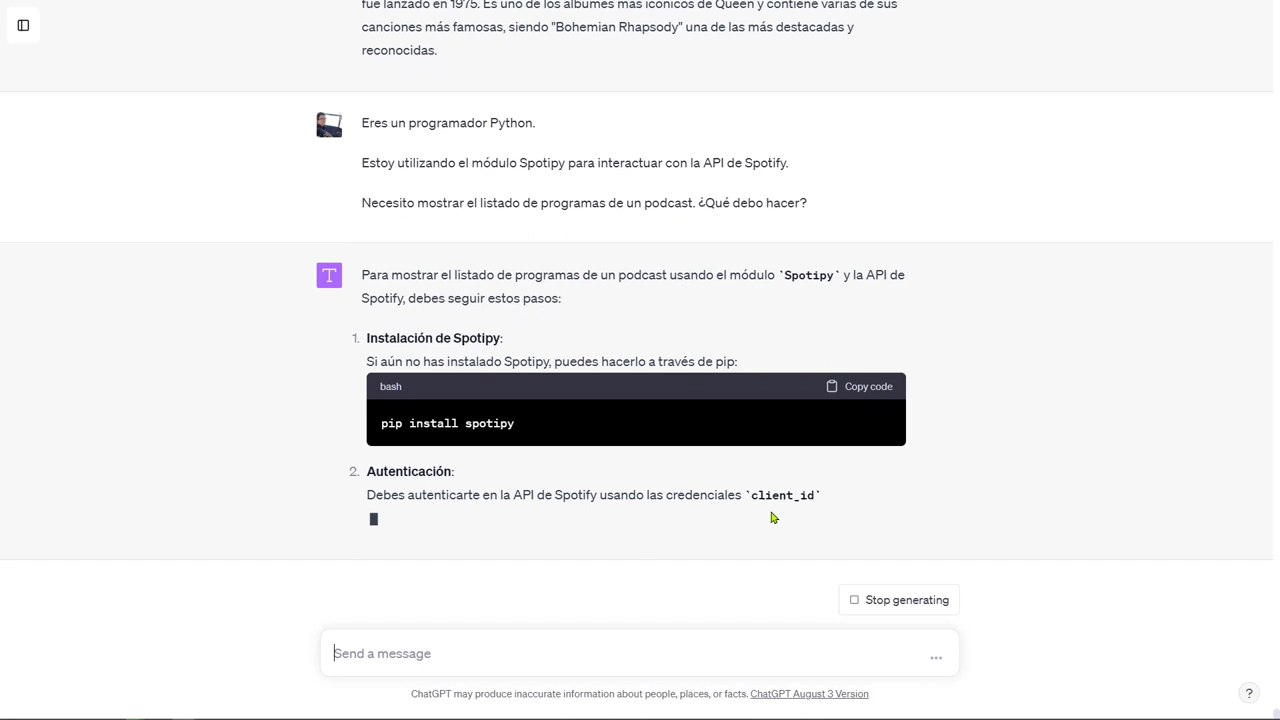 fue lanzado en 1975. Es uno de los álbumes más icónicos de Queen y contiene varias de sus
canciones más famosas, siendo "Bohemian Rhapsody" una de las más destacadas y
reconocidas.
Eres un programador Python.
Estoy utilizando el módulo Spotipy para interactuar con la API de Spotify.
Necesito mostrar el listado de programas de un podcast. ¿Qué debo hacer?
T
Para mostrar el listado de programas de un podcast usando el módulo `Spotipy` y la API de
Spotify, debes seguir estos pasos:
1. Instalación de Spotipy:
Si aún no has instalado Spotipy, puedes hacerlo a través de pip:
bash Copy code
pip install spotipy
2. Autenticación:
Debes autenticarte en la API de Spotify usando las credenciales `client_id`
Stop generating
Send a message
ChatGPT may produce inaccurate information about people, places, or facts. ChatGPT August 3 Version
?